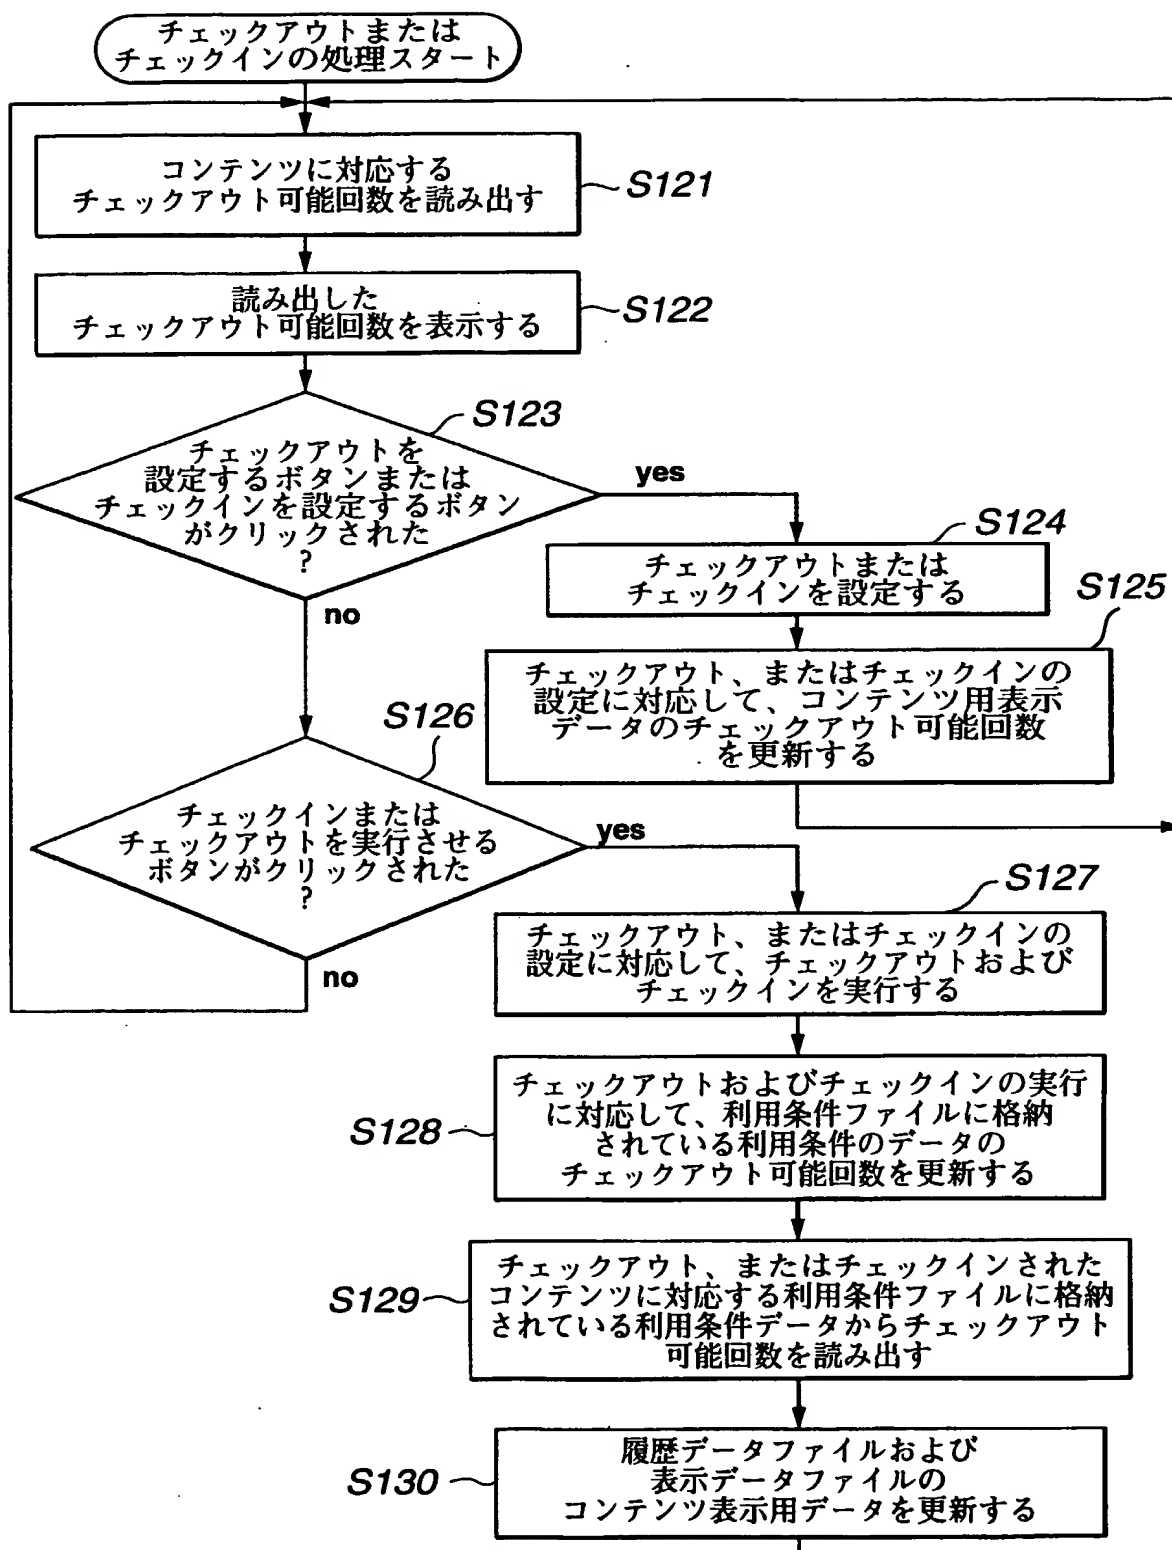 チェックアウトまたは
チェックインの処理スタート
コンテンツに対応する
チェックアウト可能回数を読み出す
S121
読み出した
チェックアウト可能回数を表示する
S122
S123
チェックアウトを
設定するボタンまたは
チェックインを設定するボタン
がクリックされた
?
yes
no
S124
チェックアウトまたは
チェックインを設定する
S125
チェックアウト、またはチェックインの
設定に対応して、コンテンツ用表示
データのチェックアウト可能回数
を更新する
S126
チェックインまたは
チェックアウトを実行させる
ボタンがクリックされた
?
yes
no
S127
チェックアウト、またはチェックインの
設定に対応して、チェックアウトおよび
チェックインを実行する
S128
チェックアウトおよびチェックインの実行
に対応して、利用条件ファイルに格納
されている利用条件のデータの
チェックアウト可能回数を更新する
S129
チェックアウト、またはチェックインされた
コンテンツに対応する利用条件ファイルに格納
されている利用条件データからチェックアウト
可能回数を読み出す
S130
履歴データファイルおよび
表示データファイルの
コンテンツ表示用データを更新する